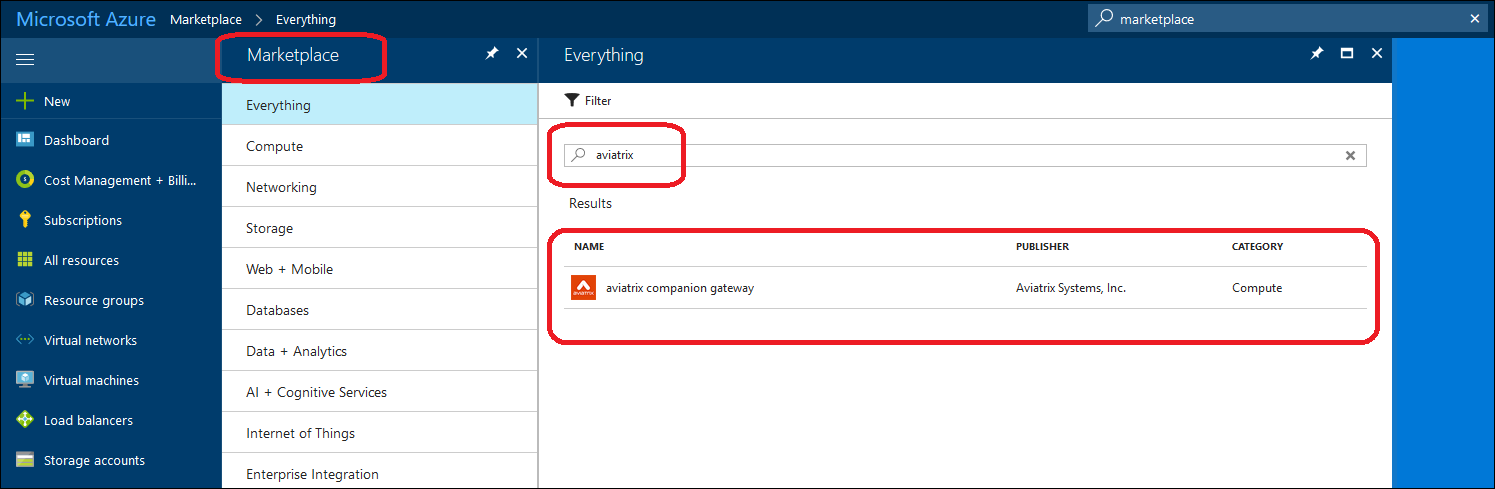 Microsoft Azure Marketplace > Everything
marketplace
Marketplace
Everything
New
Dashboard
Cost Management + Billi...
Subscriptions
All resources
Resource groups
Virtual networks
Virtual machines
Load balancers
Storage accounts
Everything
Compute
Networking
Storage
Web + Mobile
Databases
Data + Analytics
AI + Cognitive Services
Internet of Things
Enterprise Integration
Filter
aviatrix
Results
NAME PUBLISHER CATEGORY
aviatrix aviatrix companion gateway Aviatrix Systems, Inc. Compute